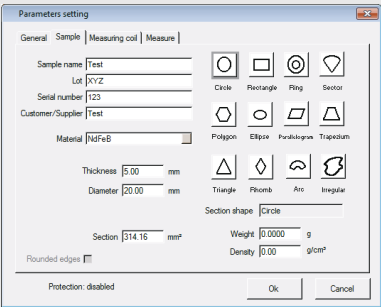 Parameters setting
General Sample Measuring coil Measure
Sample name Test
Lot XYZ
Serial number 123
Customer/Supplier Test
Material NdFeB
Circle Rectangle Ring Sector
Polygon Ellipse Parallelogram Trapezium
Triangle Rhomb Arc Irregular
Thickness 5.00 mm
Diameter 20.00 mm
Section shape Circle
Section 314.16 mm²
Weight 0.0000 g
Density 0.00 g/cm³
Rounded edges
Protection: disabled
Ok Cancel